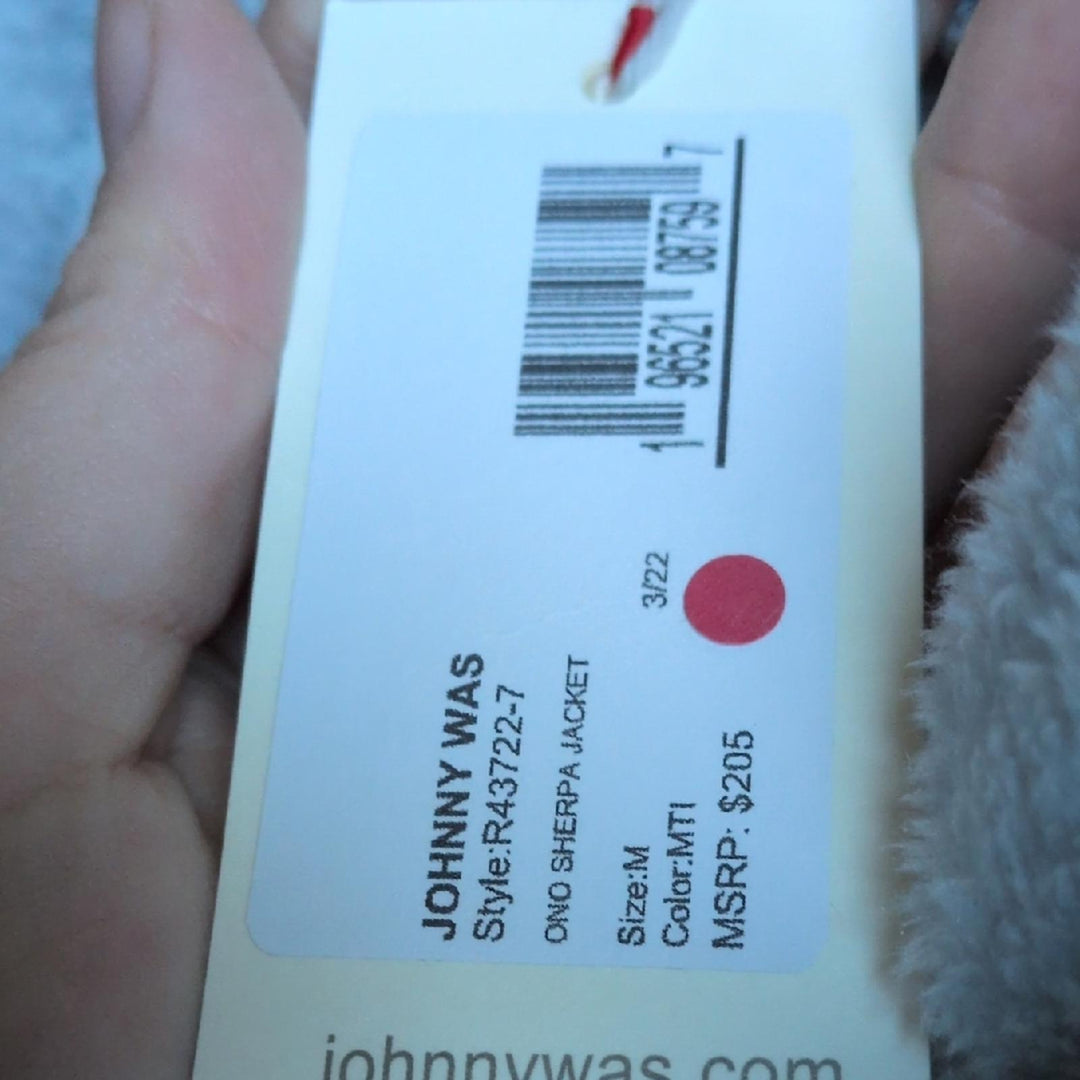 JOHNNY WAS
Style:R43722-7
ONO SHERPA JACKET
3/22
Size:M
Color:MTI
MSRP: $205
1 96521 08759 7
johnnywas.com